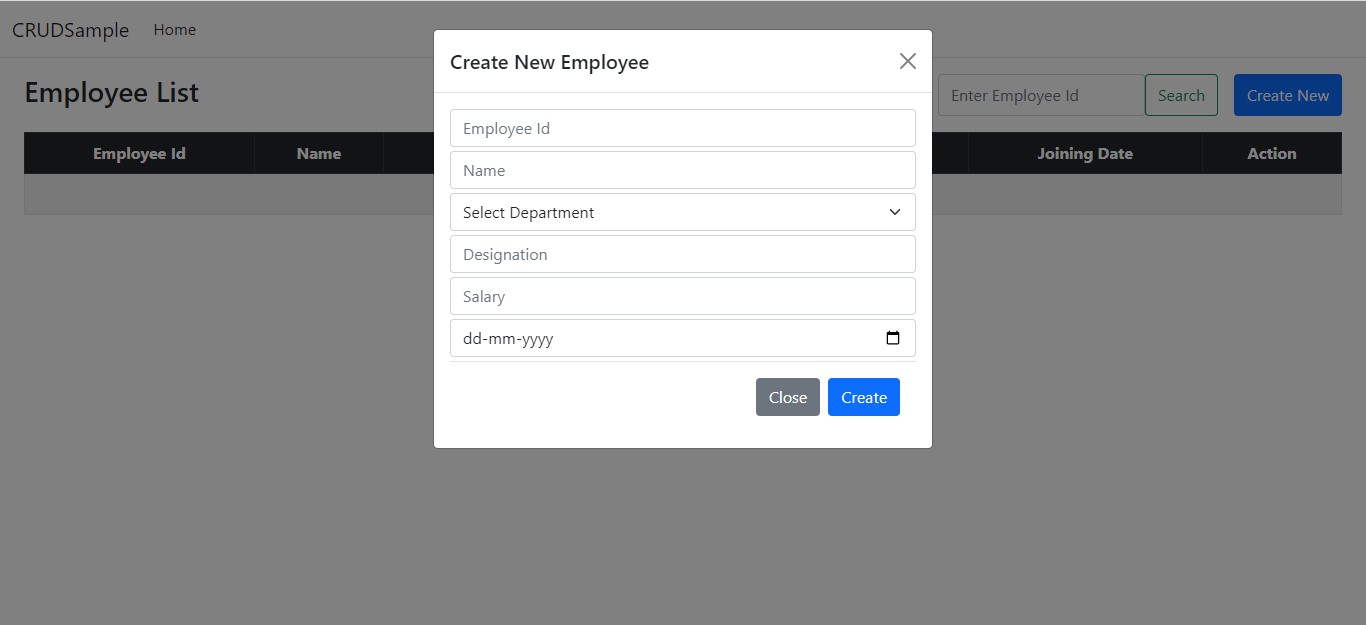 CRUDSample Home
Create New Employee
Employee List
Enter Employee Id Search Create New
Employee Id Name Joining Date Action
Employee Id
Name
Select Department
Designation
Salary
dd-mm-yyyy
Close Create